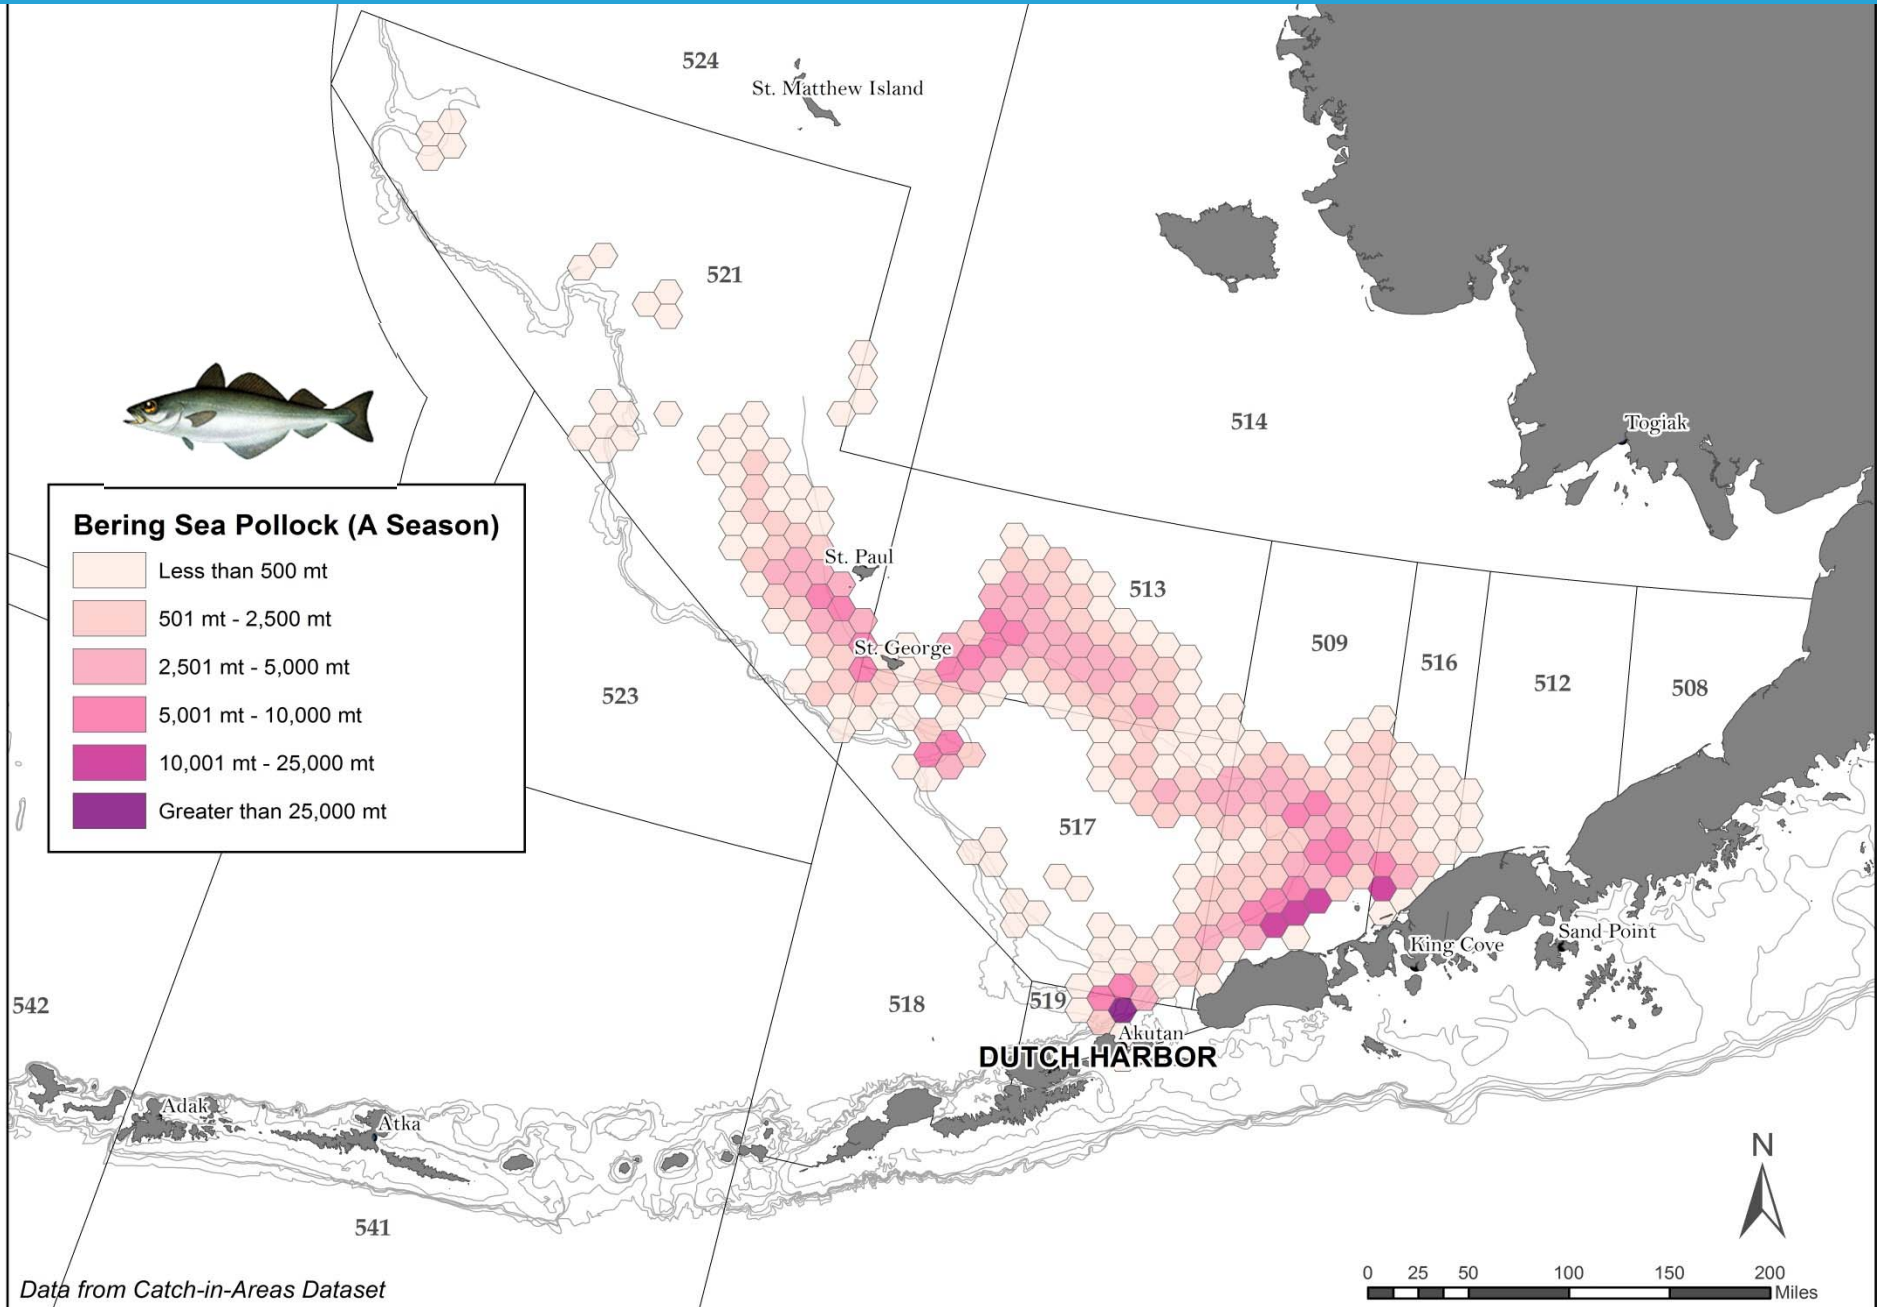 524
St. Matthew Island
521
514
Togiak
Bering Sea Pollock (A Season)
Less than 500 mt
501 mt - 2,500 mt
2,501 mt - 5,000 mt
5,001 mt - 10,000 mt
10,001 mt - 25,000 mt
Greater than 25,000 mt
St. Paul
513
St. George
509
516
512
508
523
517
King Cove
Sand Point
542
518
519
Akutan
DUTCH HARBOR
Adak
Atka
541
N
0 25 50 100 150 200
Miles
Data from Catch-in-Areas Dataset